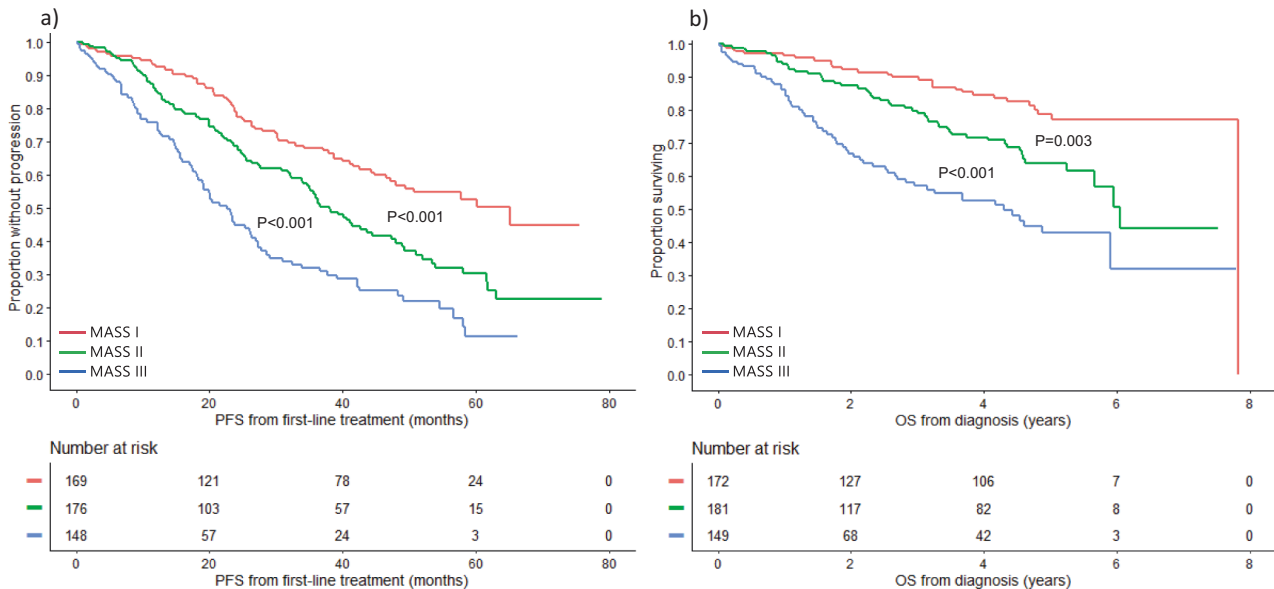 a)
Proportion without progression
1.0
0.9
0.8
0.7
0.6
0.5
0.4
0.3
0.2
0.1
0.0
P<0.001
P<0.001
MASS I
MASS II
MASS III
0 20 40 60 80
PFS from first-line treatment (months)
Number at risk
169 121 78 24 0
176 103 57 15 0
148 57 24 3 0
0 20 40 60 80
PFS from first-line treatment (months)
b)
Proportion surviving
1.0
0.9
0.8
0.7
0.6
0.5
0.4
0.3
0.2
0.1
0.0
P=0.003
P<0.001
MASS I
MASS II
MASS III
0 2 4 6 8
OS from diagnosis (years)
Number at risk
172 127 106 7 0
181 117 82 8 0
149 68 42 3 0
0 2 4 6 8
OS from diagnosis (years)